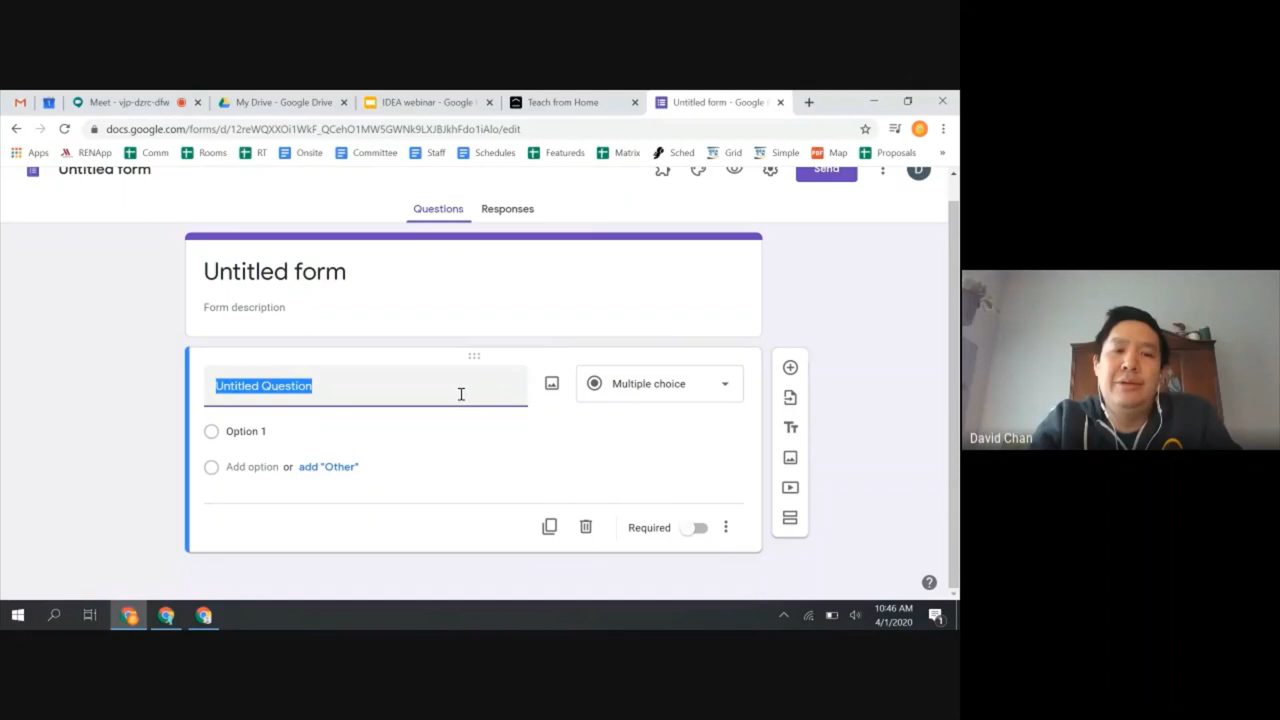 Meet - vjp-dzrc-dfw
My Drive - Google Drive
IDEA webinar - Google
Teach from Home
Untitled form - Google
docs.google.com/forms/d/12reWQXXOi1WkF_QCehO1MW5GWNk9LXJBJkhFdo1iAlo/edit
Apps RENApp Comm Rooms RT Onsite Committee Staff Schedules Featureds Matrix Sched Grid Simple Map Proposals »
Untitled form
Send
D
Questions Responses
Untitled form
Form description
Untitled Question
Multiple choice
Option 1
Add option or add "Other"
Required
David Chan
10:46 AM
4/1/2020
1